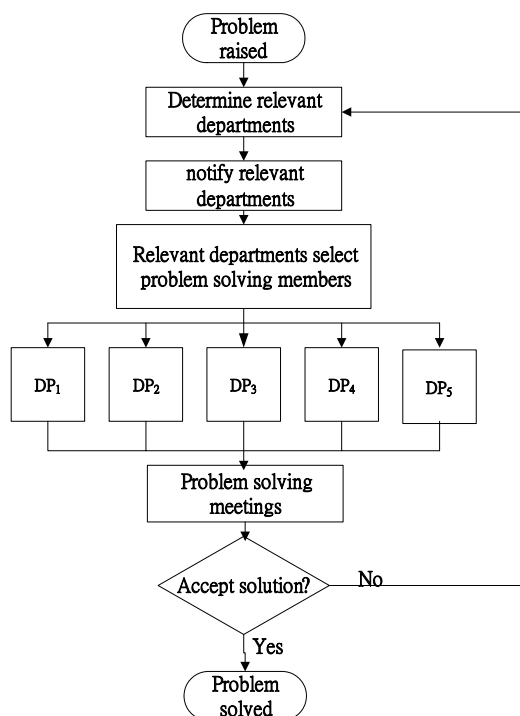 Problem
raised
Determine relevant
departments
notify relevant
departments
Relevant departments select
problem solving members
DP₁ DP₂ DP₃ DP₄ DP₅
Problem solving
meetings
Accept solution?
No
Yes
Problem
solved